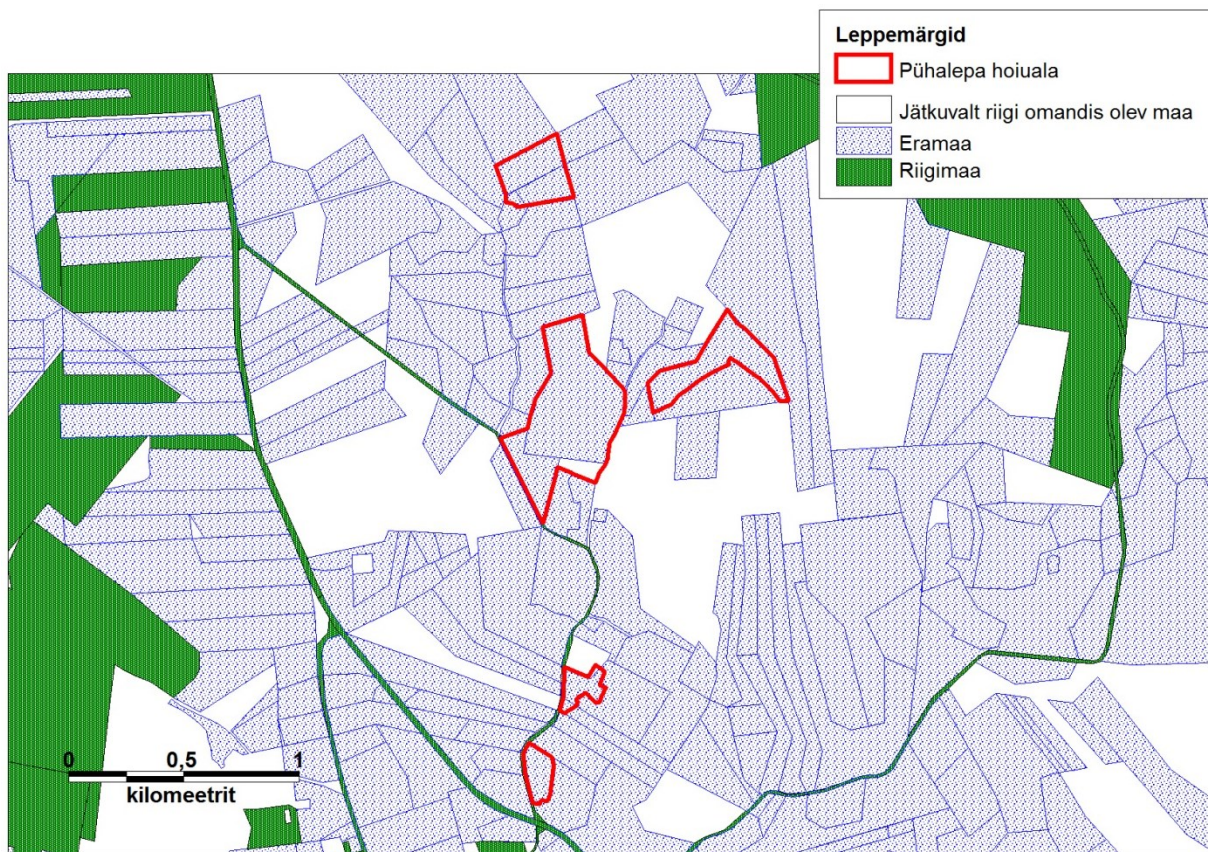 Leppemärgid
Pühalepa hoiuala
Jätkuvalt riigi omandis olev maa
Eramaa
Riigimaa
0 0,5 1
kilomeetrit